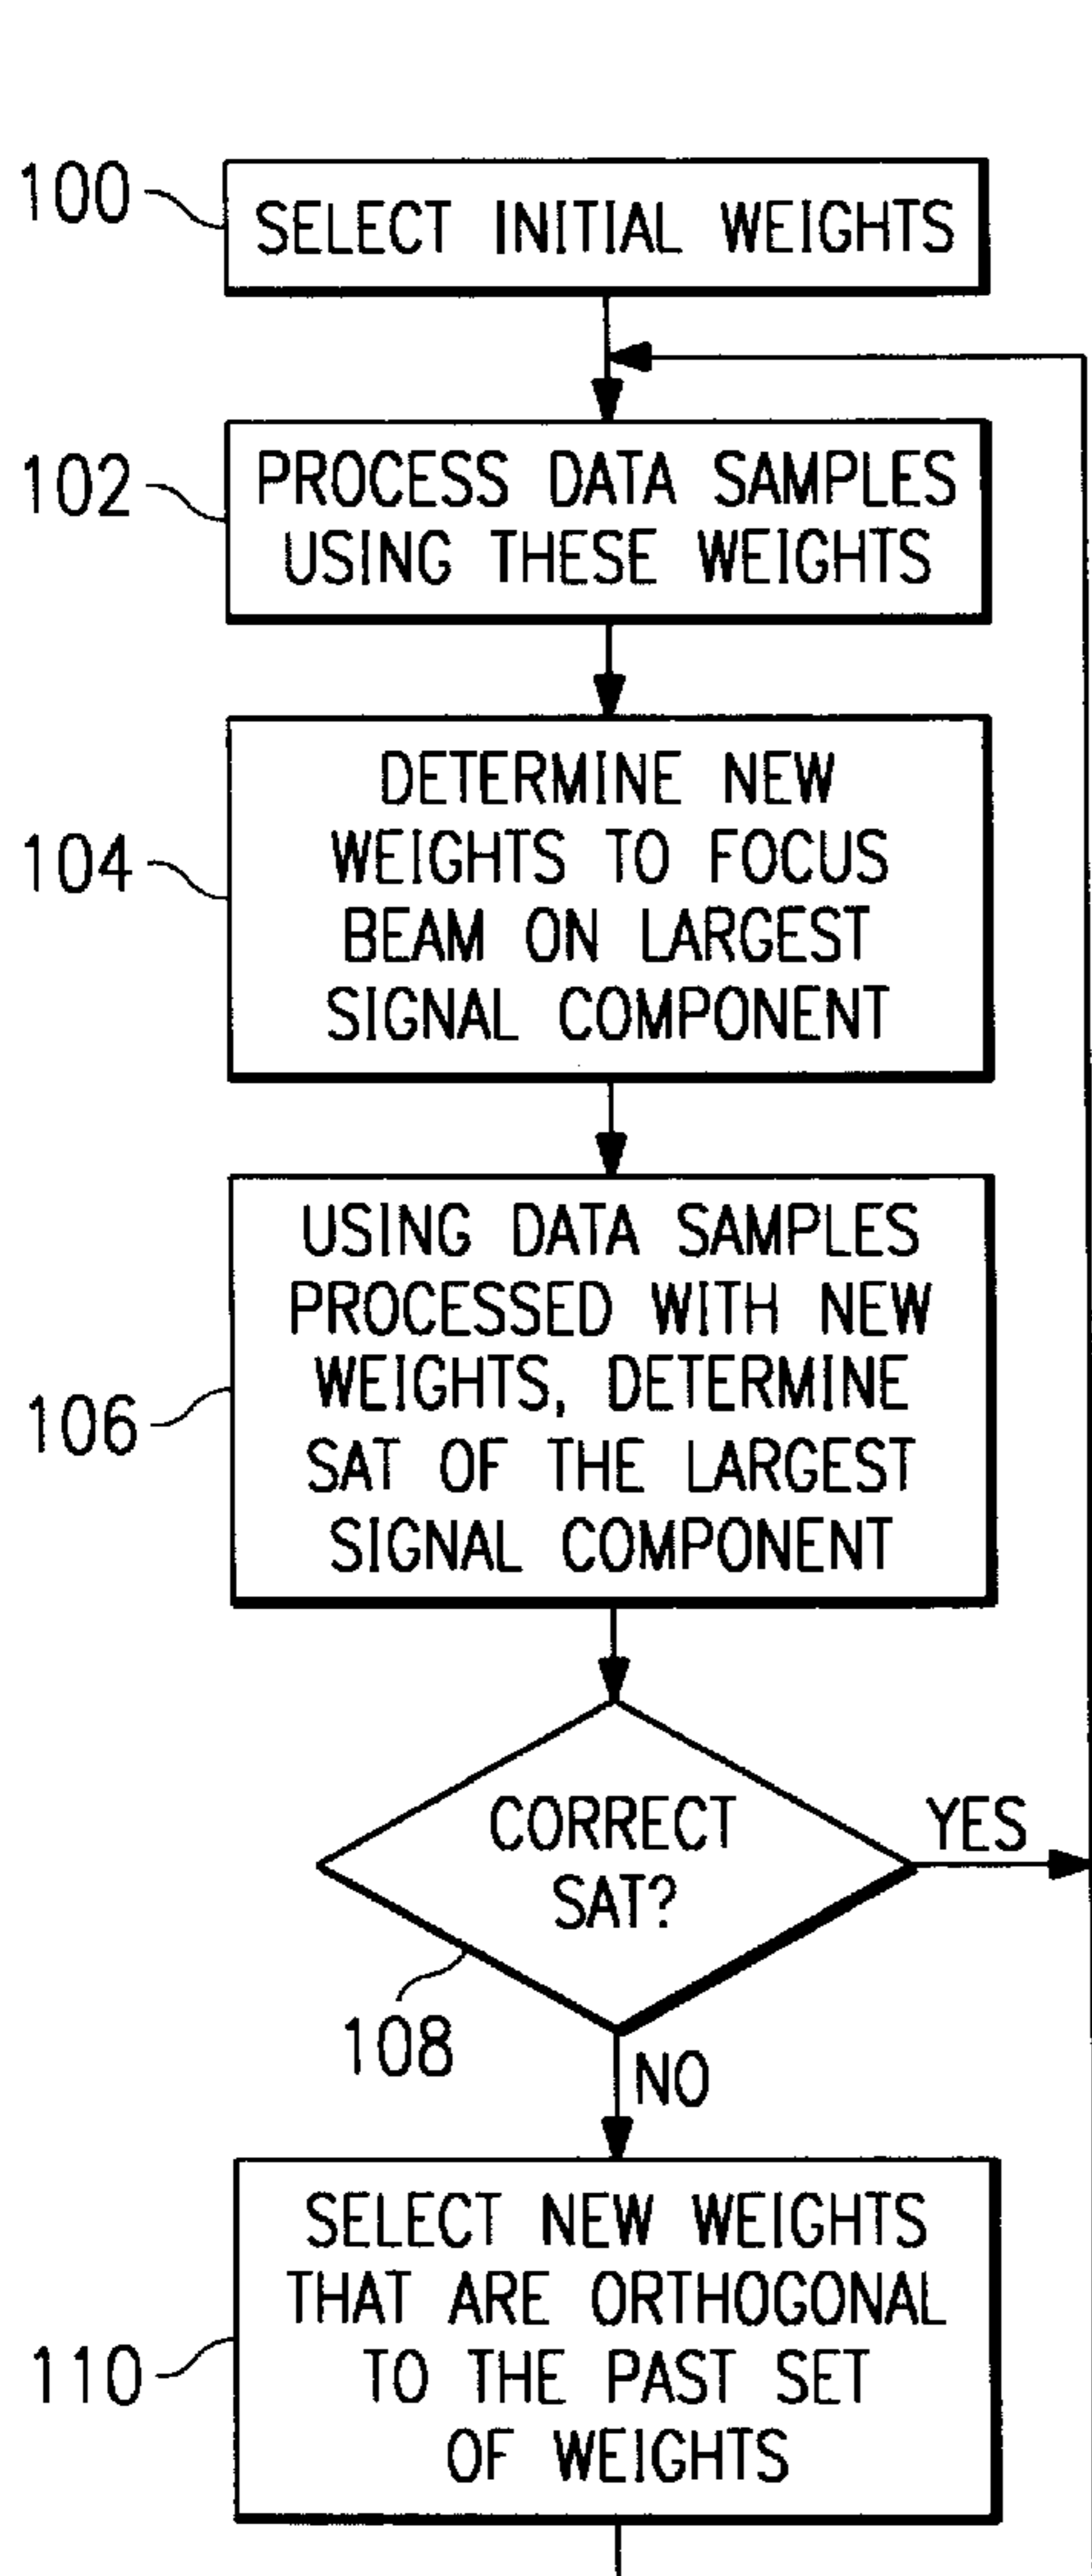 100
SELECT INITIAL WEIGHTS
102
PROCESS DATA SAMPLES
USING THESE WEIGHTS
104
DETERMINE NEW
WEIGHTS TO FOCUS
BEAM ON LARGEST
SIGNAL COMPONENT
106
USING DATA SAMPLES
PROCESSED WITH NEW
WEIGHTS, DETERMINE
SAT OF THE LARGEST
SIGNAL COMPONENT
CORRECT
SAT?
YES
108
NO
110
SELECT NEW WEIGHTS
THAT ARE ORTHOGONAL
TO THE PAST SET
OF WEIGHTS